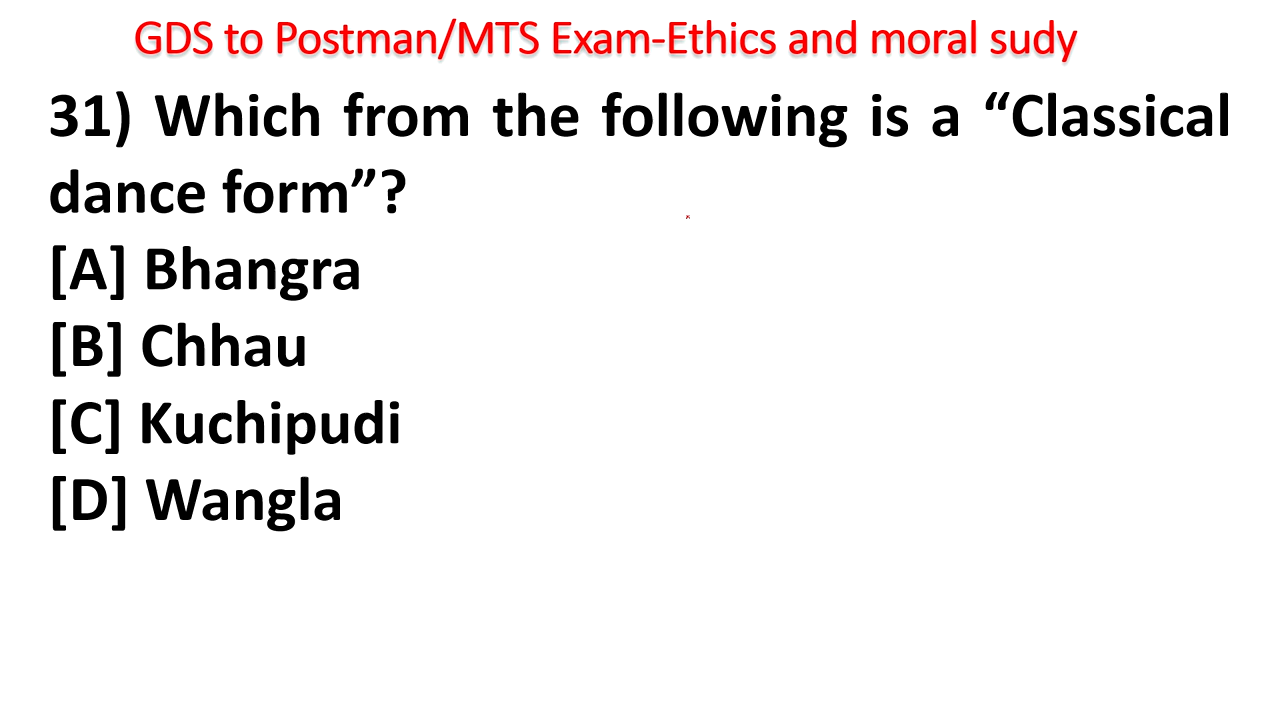 GDS to Postman/MTS Exam-Ethics and moral sudy
31) Which from the following is a “Classical
dance form”?
[A] Bhangra
[B] Chhau
[C] Kuchipudi
[D] Wangla